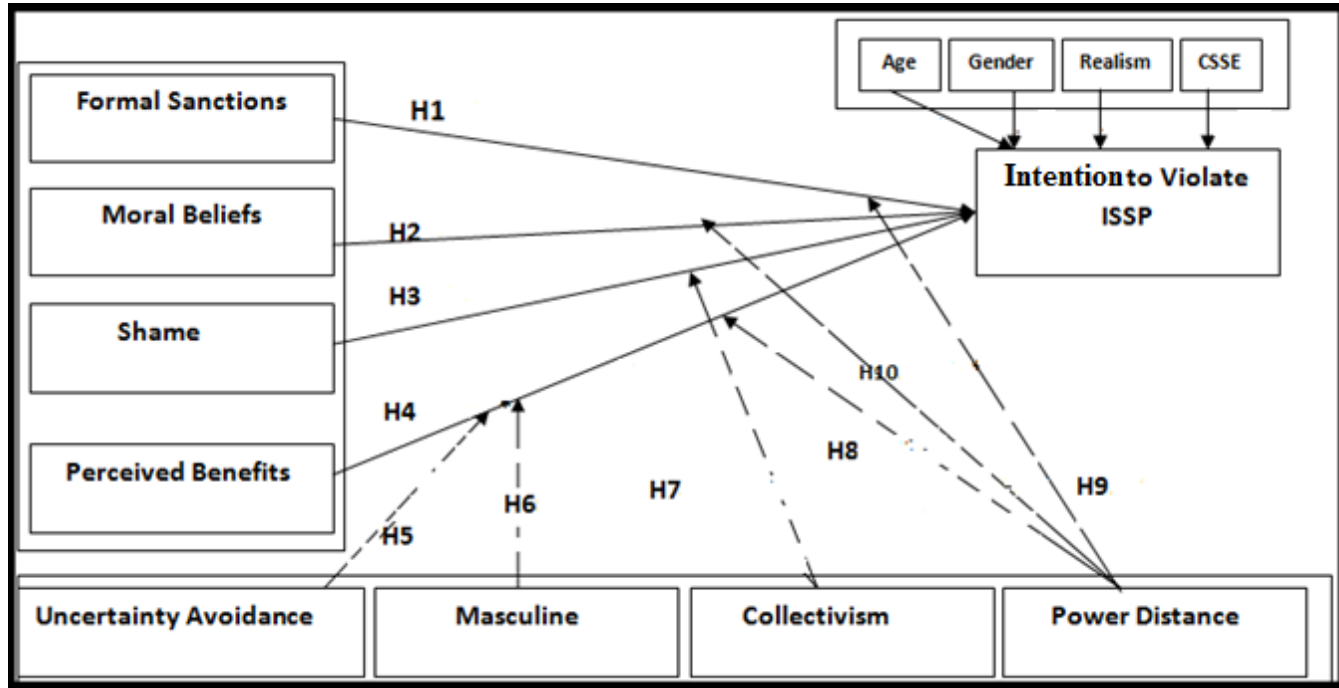 Age
Gender
Realism
CSSE
Formal Sanctions
H1
Intention to Violate
ISSP
Moral Beliefs
H2
H3
Shame
H10
H4
H8
Perceived Benefits
H7
H9
H6
H5
Uncertainty Avoidance
Masculine
Collectivism
Power Distance